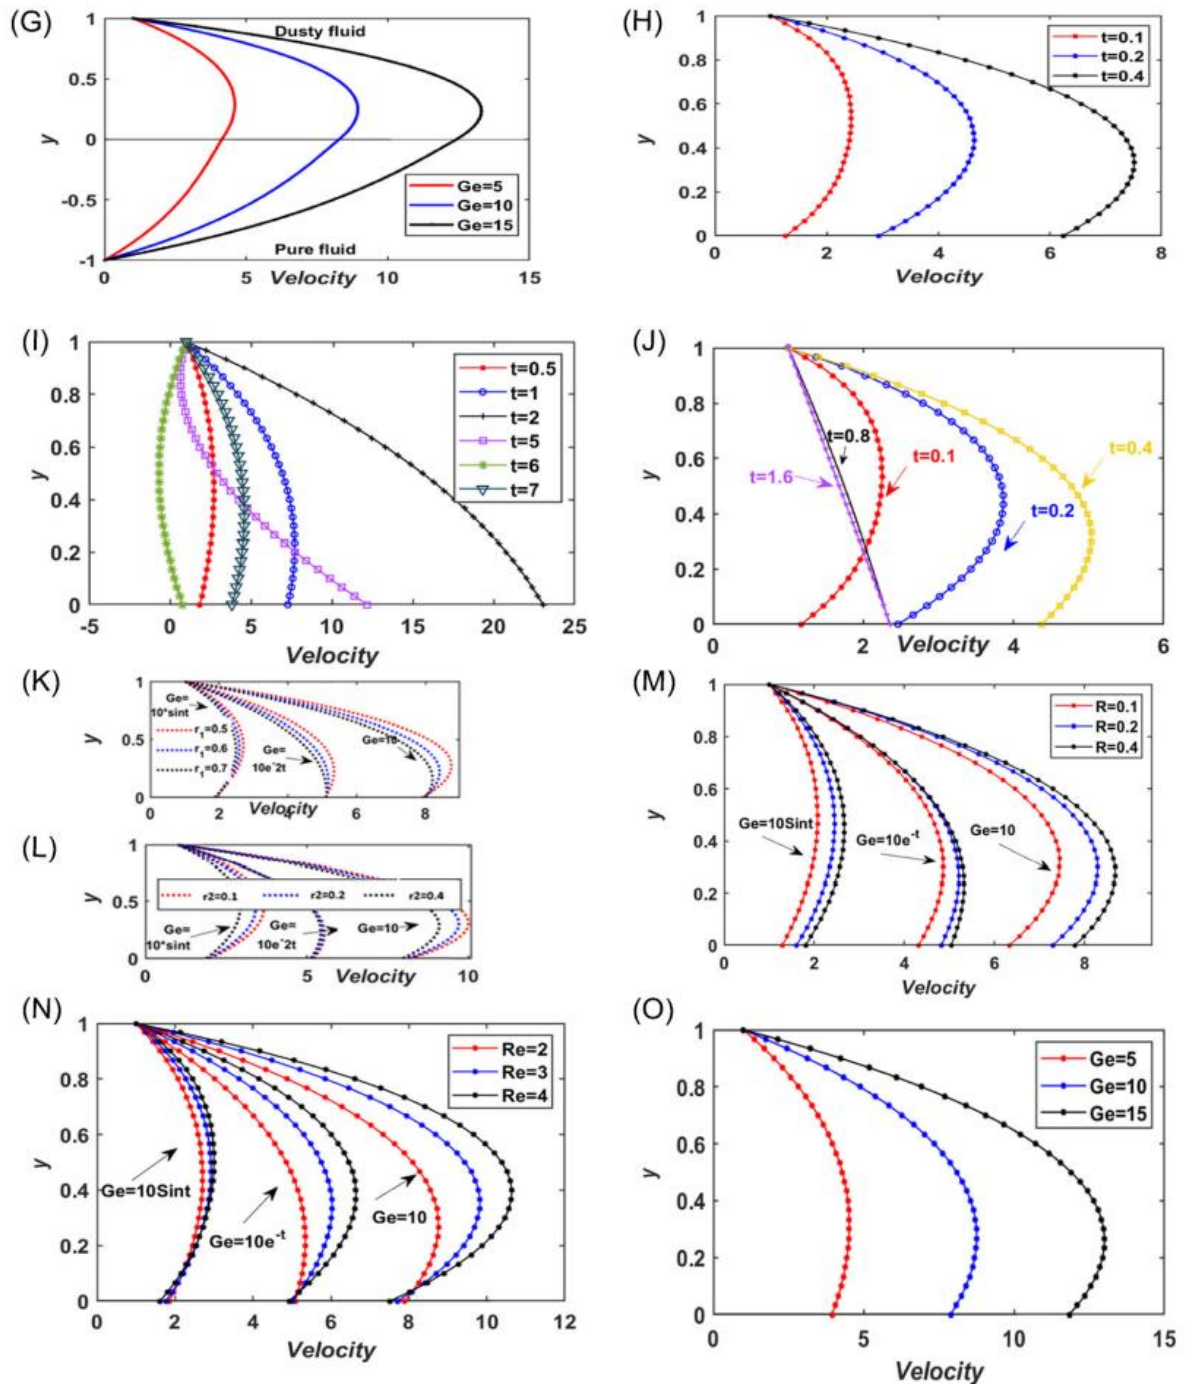 (G)
1
0.5
0
-0.5
-1
y
Dusty fluid
Ge=5
Ge=10
Ge=15
Pure fluid
0
5
10
15
Velocity
(H)
1
0.8
0.6
0.4
0.2
0
y
t=0.1
t=0.2
t=0.4
0
2
4
6
8
Velocity
(I)
1
0.8
0.6
0.4
0.2
0
y
t=0.5
t=1
t=2
t=5
t=6
t=7
-5
0
5
10
15
20
25
Velocity
(J)
1
0.8
0.6
0.4
0.2
0
y
t=0.8
t=0.1
t=1.6
t=0.4
t=0.2
0
2
4
6
Velocity
(K)
1
0.5
0
y
Ge=
10*sint
r1=0.5
r1=0.6
r1=0.7
Ge=
10e^2t
Ge=10
0
2
4
6
8
Velocity
(L)
1
0.5
0
y
r2=0.1
r2=0.2
r2=0.4
Ge=
10*sint
Ge=
10e^2t
Ge=10
0
5
10
Velocity
(M)
1
0.8
0.6
0.4
0.2
0
y
R=0.1
R=0.2
R=0.4
Ge=10Sint
Ge=10e-t
Ge=10
0
2
4
6
8
Velocity
(N)
1
0.8
0.6
0.4
0.2
0
y
Re=2
Re=3
Re=4
Ge=10Sint
Ge=10e-t
Ge=10
0
2
4
6
8
10
12
Velocity
(O)
1
0.8
0.6
0.4
0.2
0
y
Ge=5
Ge=10
Ge=15
0
5
10
15
Velocity